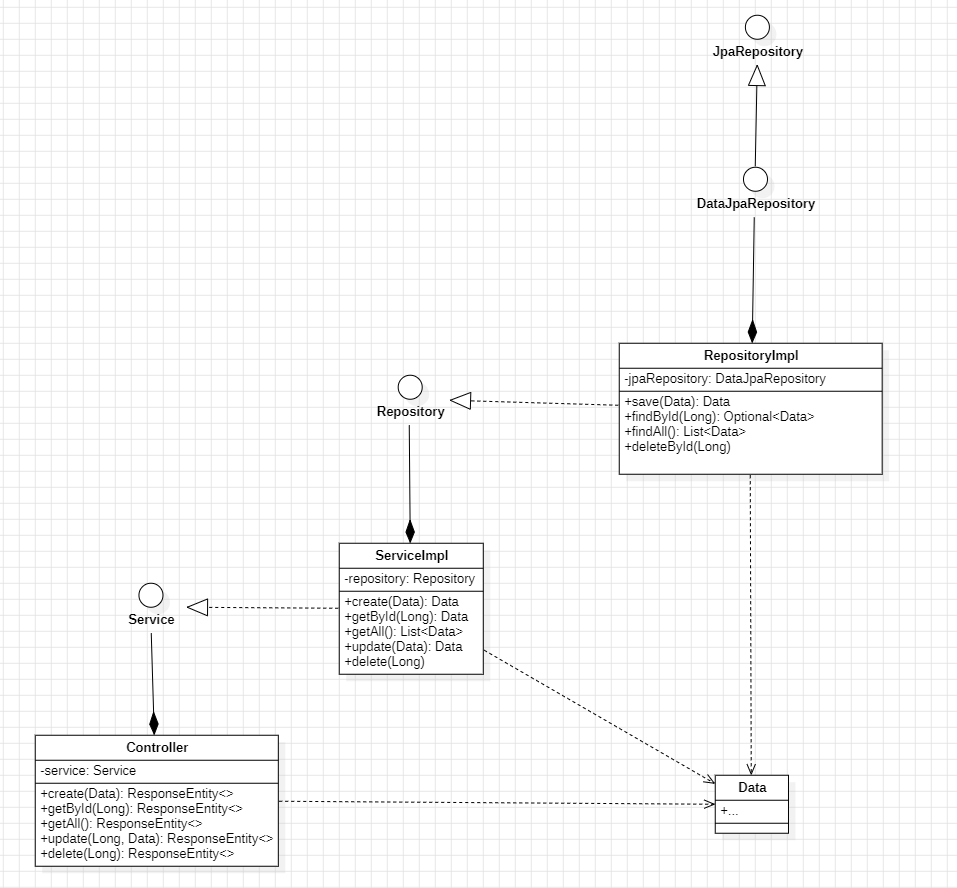 JpaRepository
DataJpaRepository
RepositoryImpl
-jpaRepository: DataJpaRepository
+save(Data): Data
+findById(Long): Optional<Data>
+findAll(): List<Data>
+deleteById(Long)
Repository
ServiceImpl
-repository: Repository
+create(Data): Data
+getById(Long): Data
+getAll(): List<Data>
+update(Data): Data
+delete(Long)
Service
Controller
-service: Service
+create(Data): ResponseEntity<>
+getById(Long): ResponseEntity<>
+getAll(): ResponseEntity<>
+update(Long, Data): ResponseEntity<>
+delete(Long): ResponseEntity<>
Data
+...